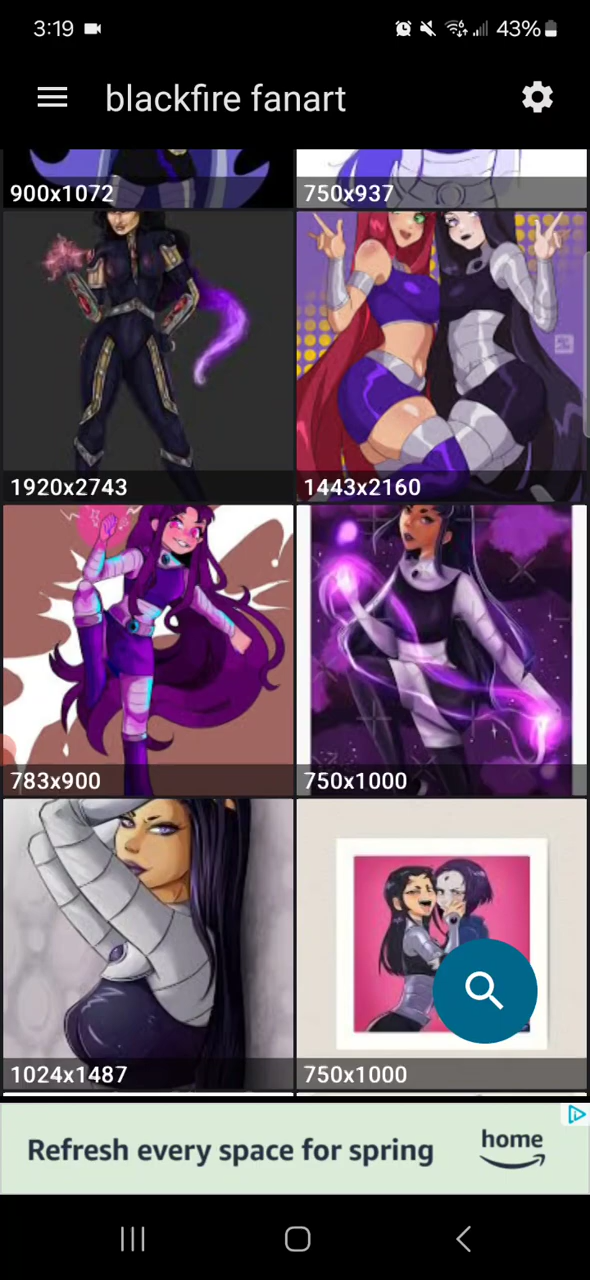 3:19
43%
blackfire fanart
900x1072
750x937
1920x2743
1443x2160
783x900
750x1000
1024x1487
750x1000
Refresh every space for spring
home